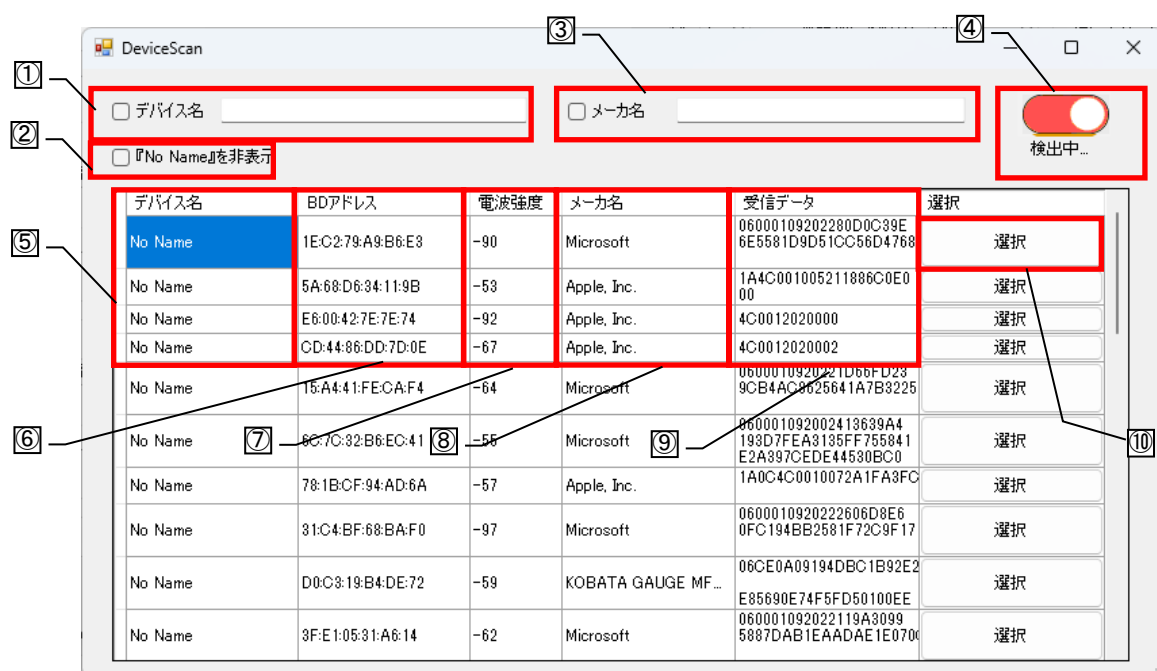 ③
④
DeviceScan
①
デバイス名
メーカ名
②
『No Name』を非表示
検出中...
デバイス名 BDアドレス 電波強度 メーカ名 受信データ 選択
⑤
No Name 1E:C2:79:A9:B6:E3 -90 Microsoft 06000109202280D0C39E 選択
6E5581D9D51CC56D4768
No Name 5A:68:D6:34:11:9B -53 Apple, Inc. 1A4C001005211886C0E0 選択
00
No Name E6:00:42:7E:7E:74 -92 Apple, Inc. 4C0012020000 選択
No Name CD:44:86:DD:7D:0E -67 Apple, Inc. 4C0012020002 選択
No Name 15:A4:41:FE:CA:F4 -64 Microsoft 0600010920221D66FD23 選択
9CB4AC9625641A7B3225
⑥ ⑦ ⑧ ⑨ ⑩
No Name 6C:7C:32:B6:EC:41 -55 Microsoft 060001092002413639A4 選択
193D7FEA3135FF755841
E2A397CEDE44530BC0
No Name 78:1B:CF:94:AD:6A -57 Apple, Inc. 1A0C4C0010072A1FA3FC 選択
No Name 31:C4:BF:68:BA:F0 -97 Microsoft 0600010920222606D8E6 選択
0FC194BB2581F72C9F17
No Name D0:C3:19:B4:DE:72 -59 KOBATA GAUGE MF... 06CE0A09194DBC1B92E2 選択
E85690E74F5FD50100EE
No Name 3F:E1:05:31:A6:14 -62 Microsoft 060001092022119A3099 選択
5887DAB1EAADAE1E070